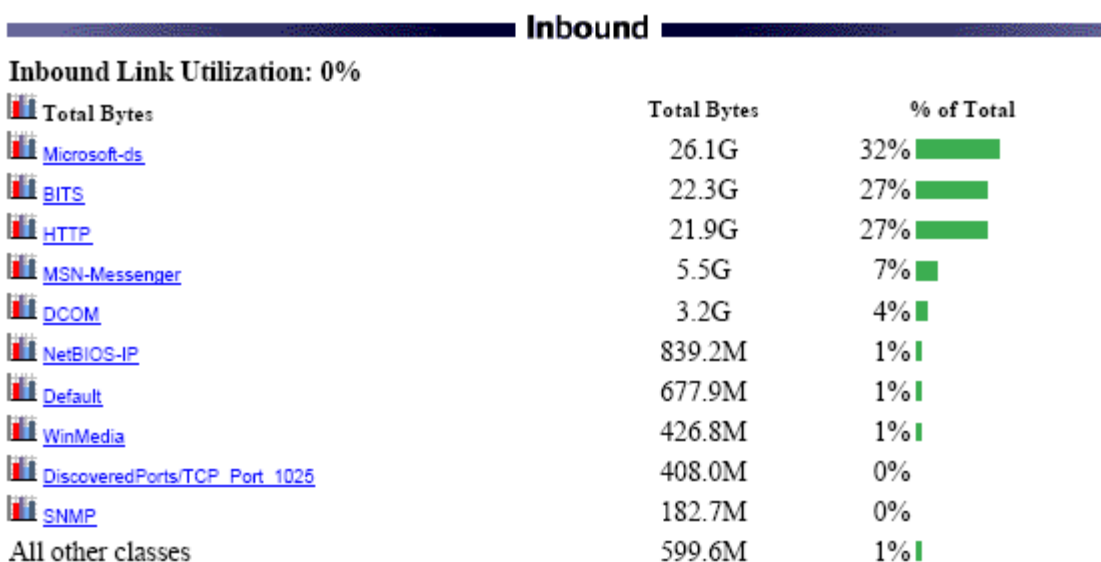 Inbound
Inbound Link Utilization: 0%
Total Bytes Total Bytes % of Total
Microsoft-ds 26.1G 32%
BITS 22.3G 27%
HTTP 21.9G 27%
MSN-Messenger 5.5G 7%
DCOM 3.2G 4%
NetBIOS-IP 839.2M 1%
Default 677.9M 1%
WinMedia 426.8M 1%
DiscoveredPorts/TCP_Port_1025 408.0M 0%
SNMP 182.7M 0%
All other classes 599.6M 1%